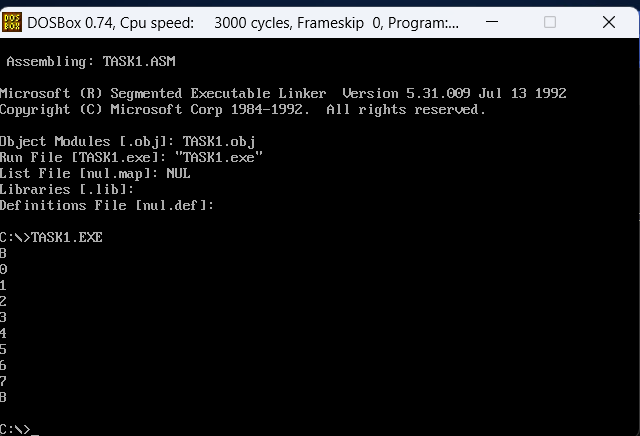 DOSBox 0.74, Cpu speed: 3000 cycles, Frameskip 0, Program:...
Assembling: TASK1.ASM
Microsoft (R) Segmented Executable Linker Version 5.31.009 Jul 13 1992
Copyright (C) Microsoft Corp 1984-1992. All rights reserved.
Object Modules [.obj]: TASK1.obj
Run File [TASK1.exe]: "TASK1.exe"
List File [nul.map]: NUL
Libraries [.lib]:
Definitions File [nul.def]:
C:\>TASK1.EXE
8
0
1
2
3
4
5
6
7
8
C:\>_